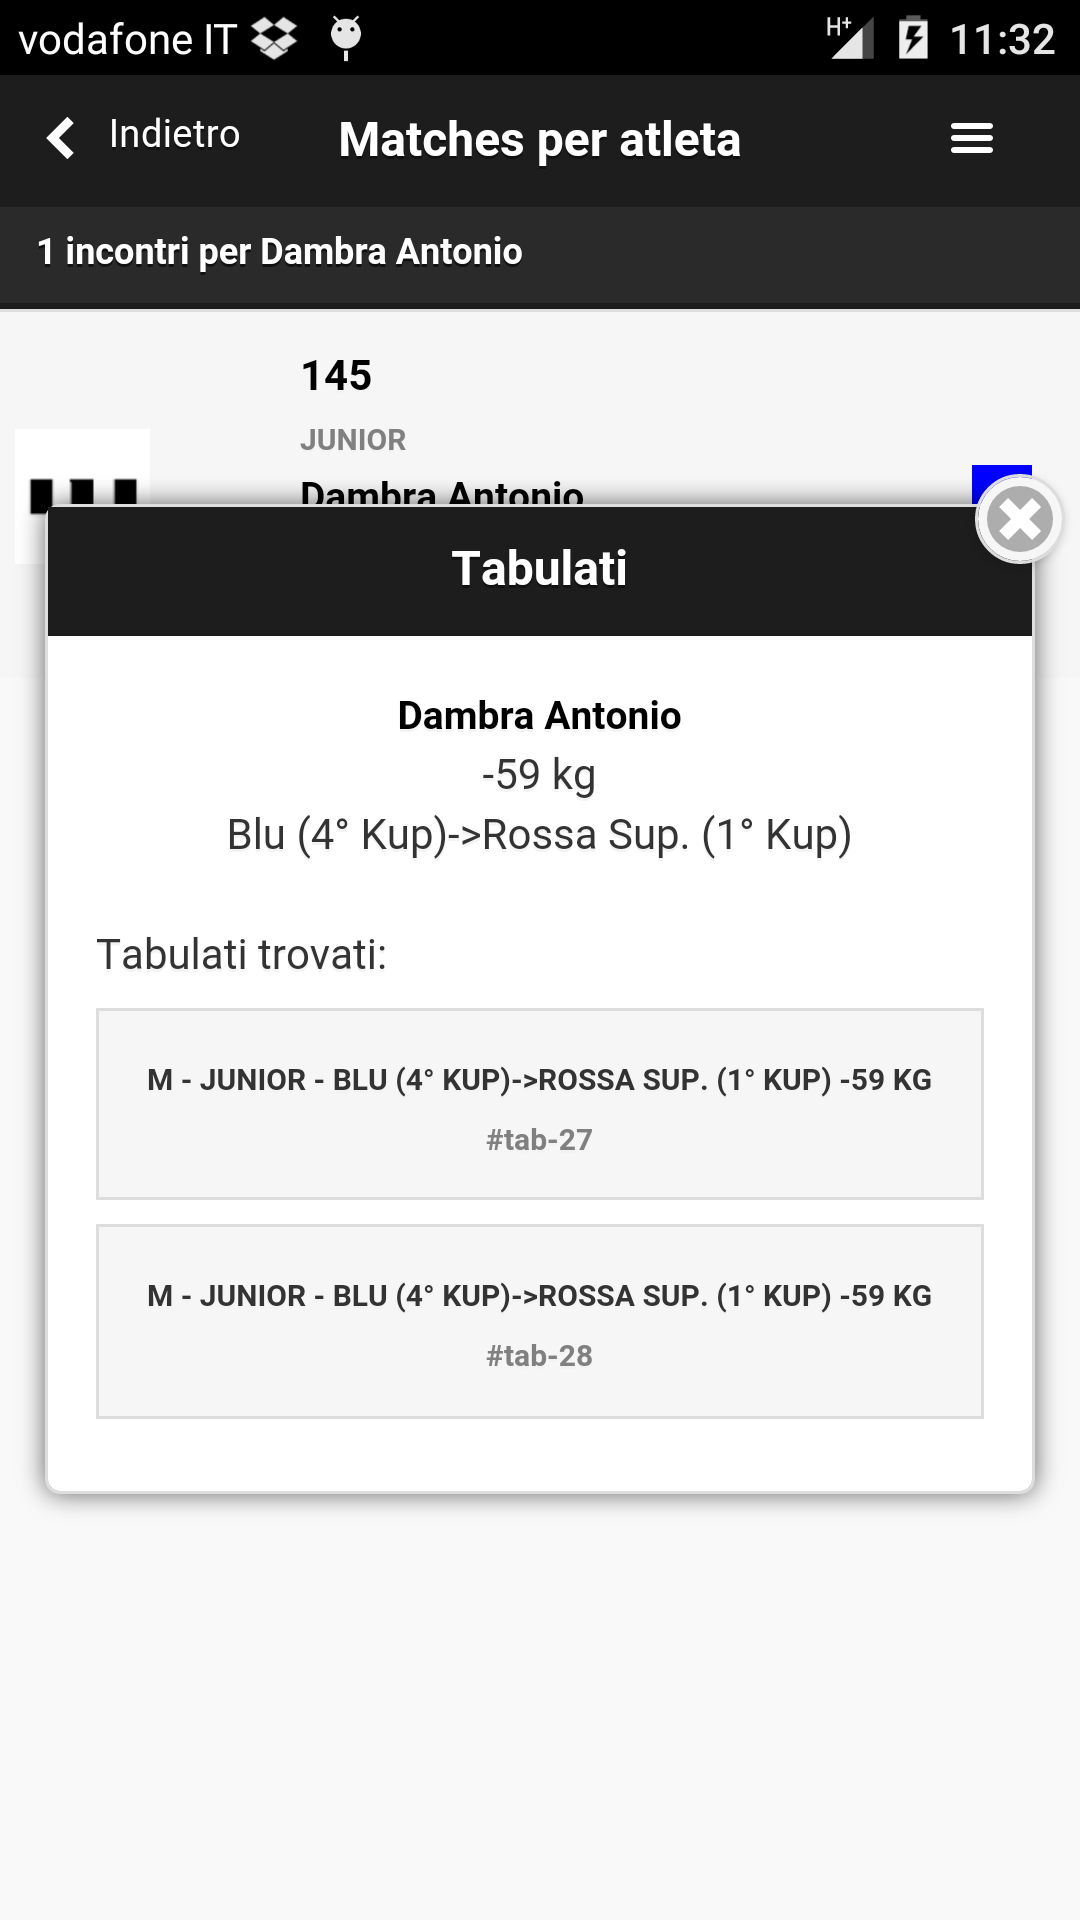 vodafone IT H+ 11:32
Indietro Matches per atleta
1 incontri per Dambra Antonio
145
JUNIOR
Dambra Antonio
Tabulati
Dambra Antonio
-59 kg
Blu (4° Kup)->Rossa Sup. (1° Kup)
Tabulati trovati:
M - JUNIOR - BLU (4° KUP)->ROSSA SUP. (1° KUP) -59 KG
#tab-27
M - JUNIOR - BLU (4° KUP)->ROSSA SUP. (1° KUP) -59 KG
#tab-28